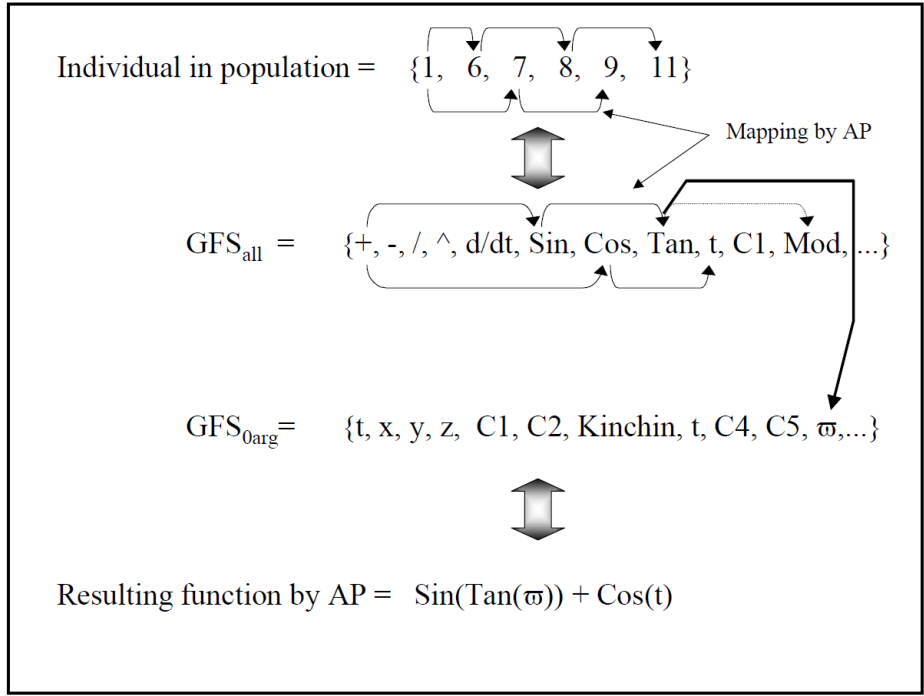 Individual in population = {1, 6, 7, 8, 9, 11}
Mapping by AP
GFSall = {+, -, /, ^, d/dt, Sin, Cos, Tan, t, C1, Mod, ...}
GFS0arg= {t, x, y, z, C1, C2, Kinchin, t, C4, C5, ϖ,...}
Resulting function by AP = Sin(Tan(ϖ)) + Cos(t)